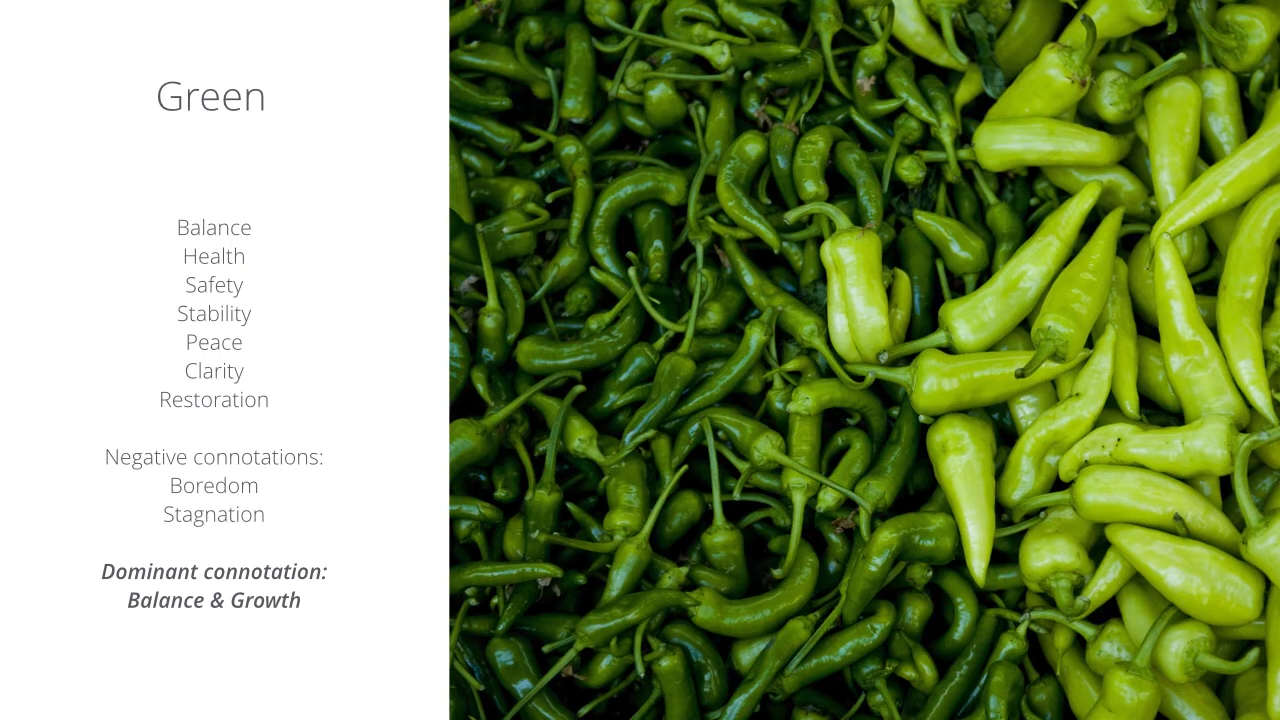 Green
Balance
Health
Safety
Stability
Peace
Clarity
Restoration
Negative connotations:
Boredom
Stagnation
Dominant connotation:
Balance & Growth